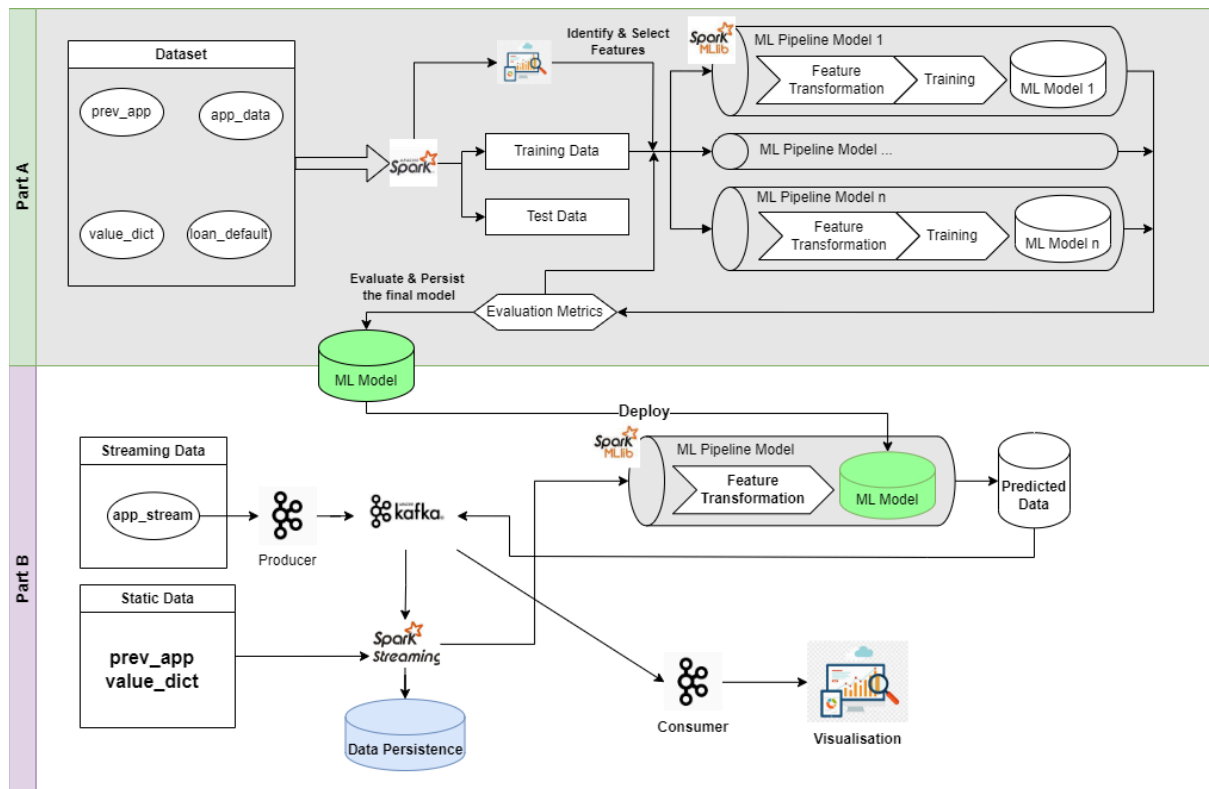 Part A
Dataset
prev_app
app_data
value_dict
loan_default
APACHE
Spark
Identify & Select
Features
Training Data
Test Data
Spark
MLlib
ML Pipeline Model 1
Feature
Transformation
Training
ML Model 1
ML Pipeline Model ...
ML Pipeline Model n
Feature
Transformation
Training
ML Model n
Evaluate & Persist
the final model
Evaluation Metrics
ML Model
Part B
Deploy
Streaming Data
app_stream
Producer
kafka
Spark
MLlib
ML Pipeline Model
Feature
Transformation
ML Model
Predicted
Data
Static Data
prev_app
value_dict
Spark
Streaming
Data Persistence
Consumer
Visualisation